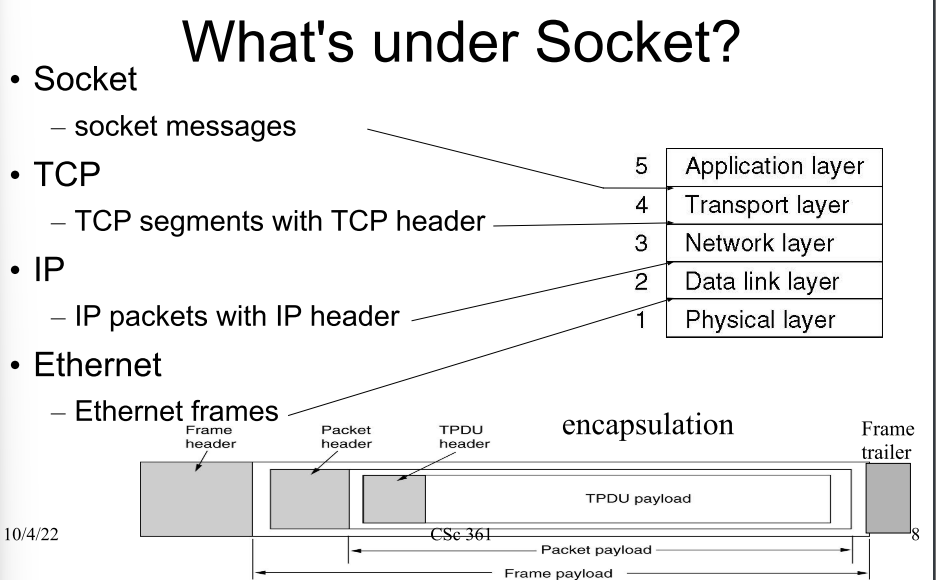 What's under Socket?
• Socket
– socket messages
• TCP
– TCP segments with TCP header
• IP
– IP packets with IP header
• Ethernet
– Ethernet frames
5 Application layer
4 Transport layer
3 Network layer
2 Data link layer
1 Physical layer
encapsulation
Frame
header
Packet
header
TPDU
header
Frame
trailer
TPDU payload
10/4/22
CSc 361
8
Packet payload
Frame payload